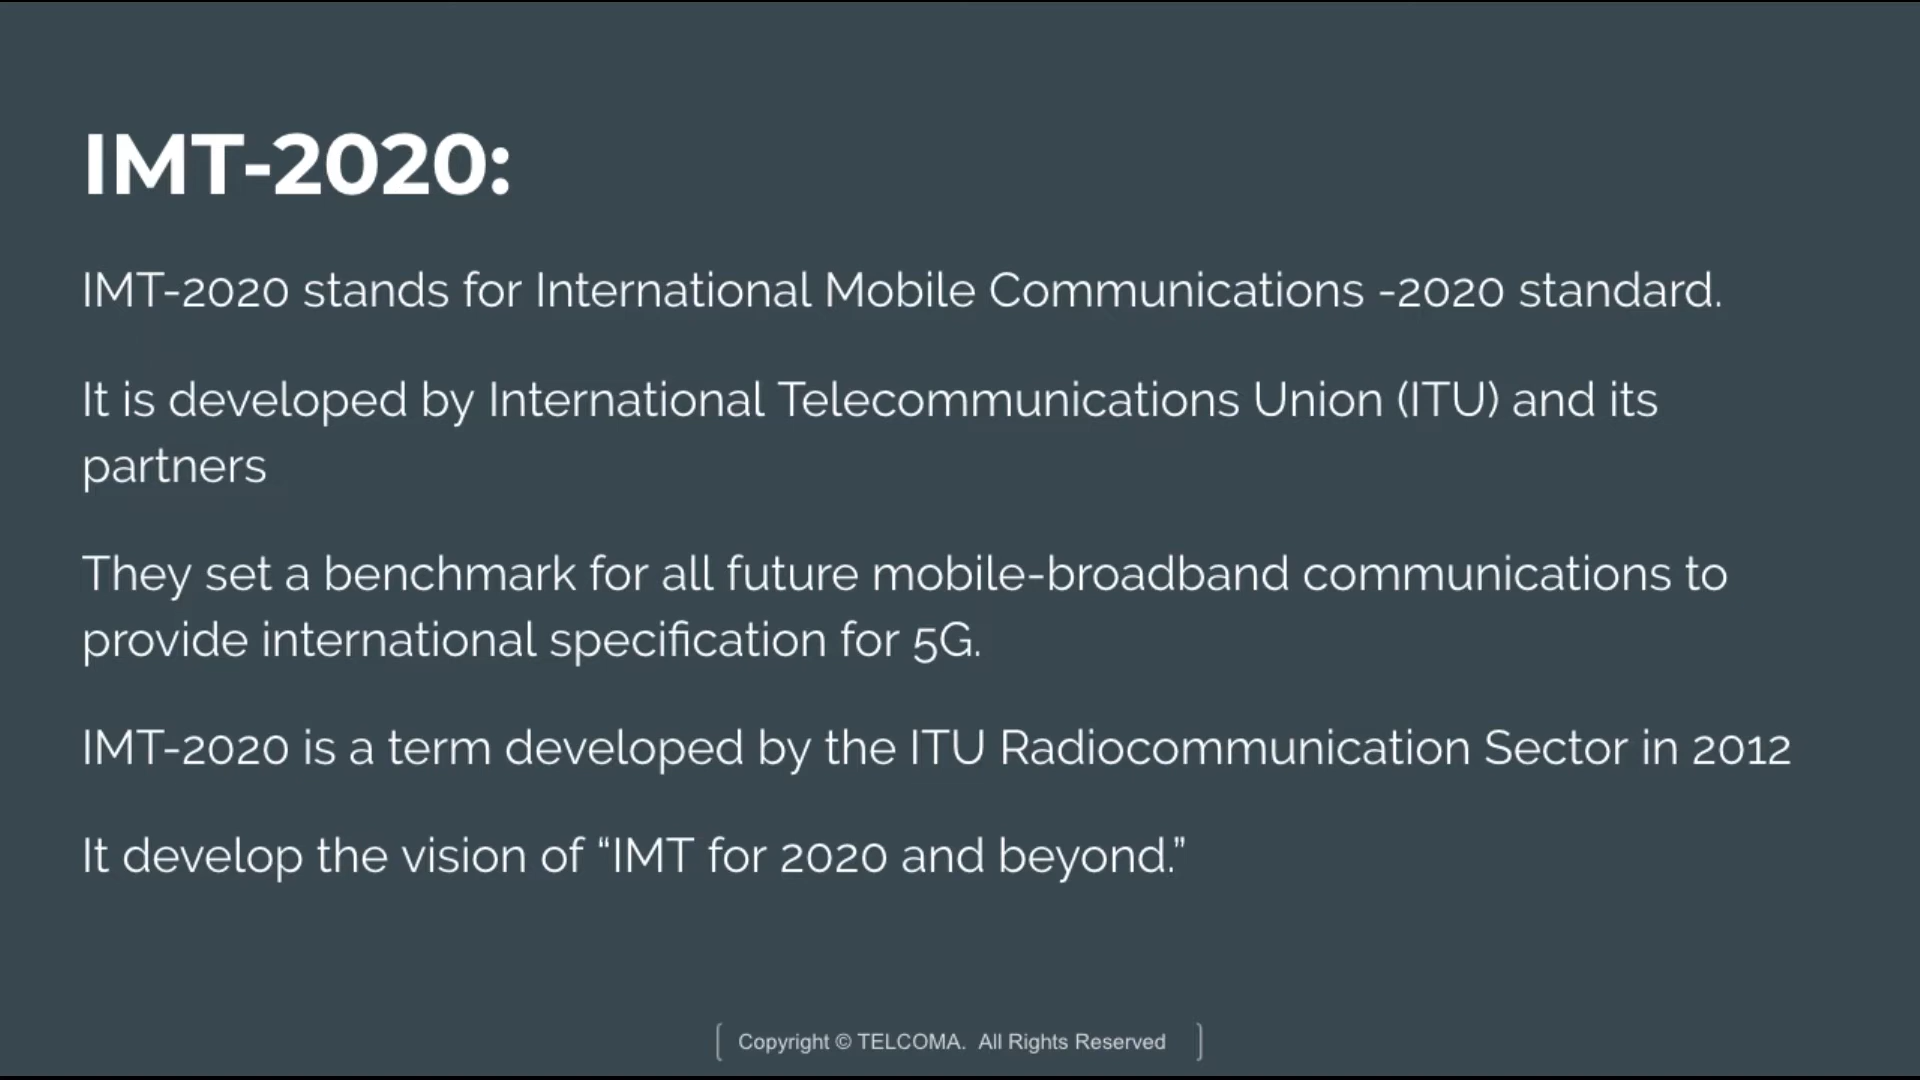 IMT-2020:
IMT-2020 stands for International Mobile Communications -2020 standard.
It is developed by International Telecommunications Union (ITU) and its
partners
They set a benchmark for all future mobile-broadband communications to
provide international specification for 5G.
IMT-2020 is a term developed by the ITU Radiocommunication Sector in 2012
It develop the vision of “IMT for 2020 and beyond.”
[ Copyright © TELCOMA. All Rights Reserved ]